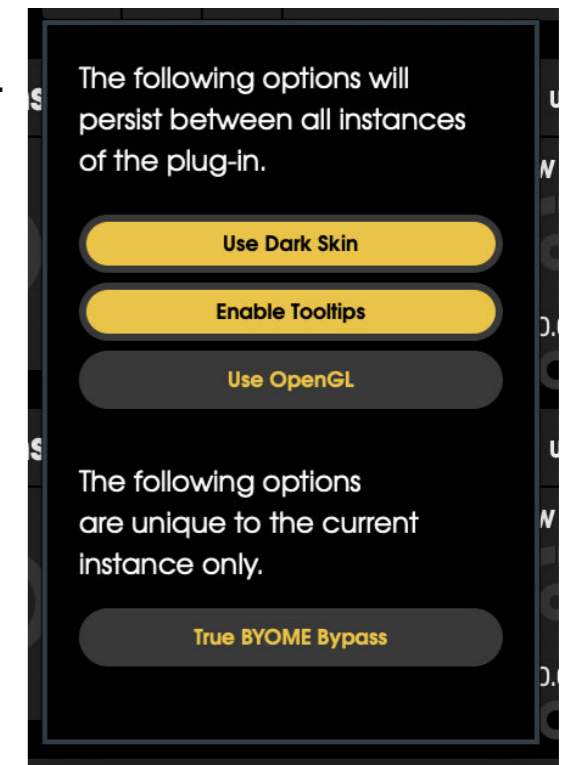 The following options will
persist between all instances
of the plug-in.
Use Dark Skin
Enable Tooltips
Use OpenGL
The following options
are unique to the current
instance only.
True BYOME Bypass